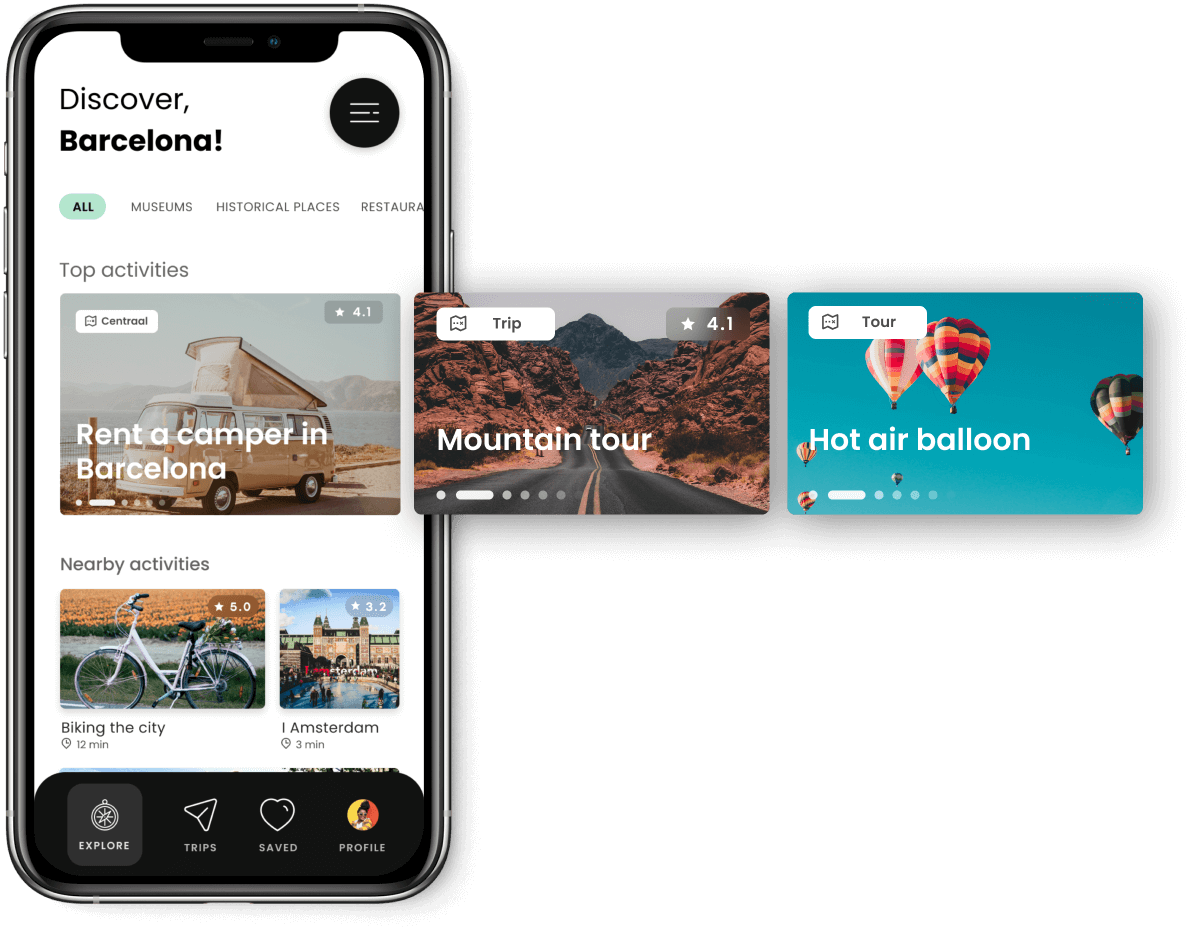 Discover,
Barcelona!
ALL MUSEUMS HISTORICAL PLACES RESTAURA
Top activities
Centraal
4.1
Rent a camper in
Barcelona
Trip
4.1
Mountain tour
Tour
Hot air balloon
Nearby activities
5.0
Biking the city
12 min
3.2
I Amsterdam
I Amsterdam
3 min
EXPLORE TRIPS SAVED PROFILE